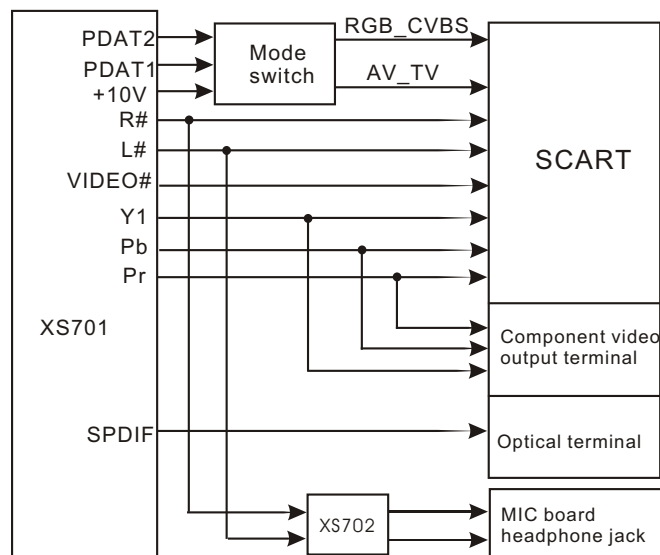 RGB_CVBS
PDAT2
Mode
switch
PDAT1
AV_TV
+10V
R#
L#
SCART
VIDEO#
Y1
Pb
Pr
XS701
Component video
output terminal
SPDIF
Optical terminal
XS702
MIC board
headphone jack